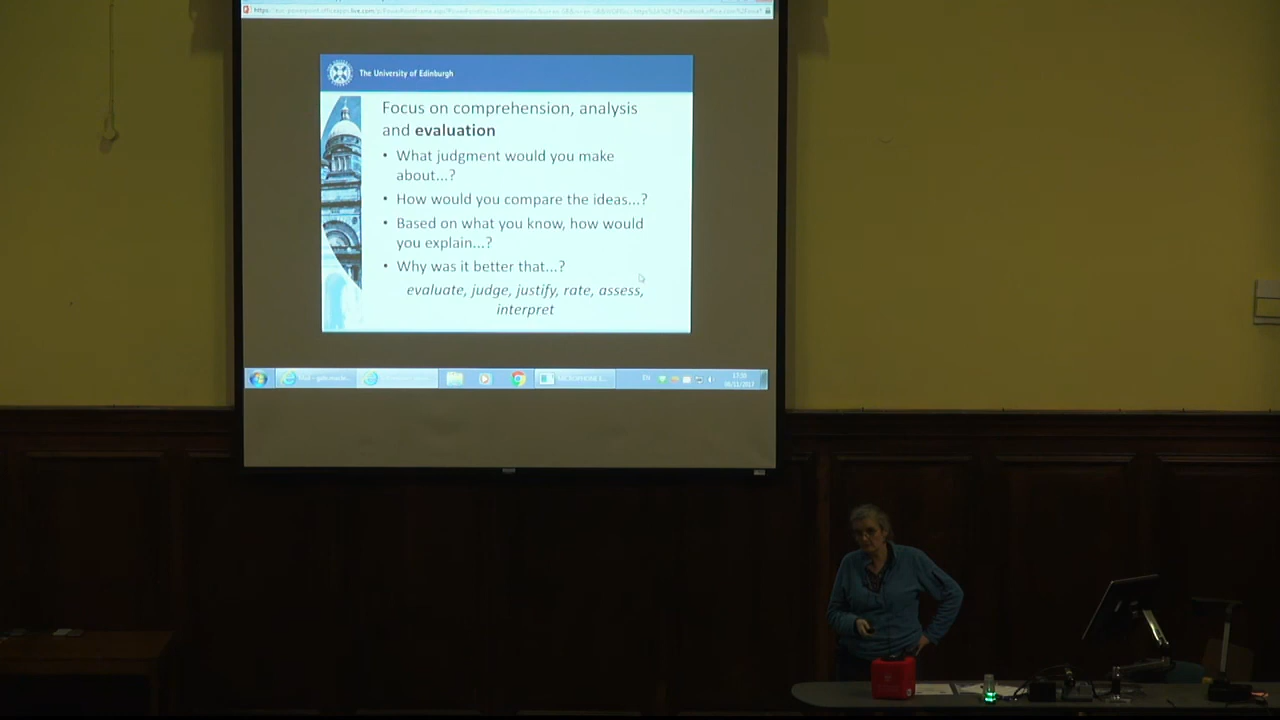 The University of Edinburgh
Focus on comprehension, analysis
and evaluation
• What judgment would you make
about...?
• How would you compare the ideas...?
• Based on what you know, how would
you explain...?
• Why was it better that...?
evaluate, judge, justify, rate, assess,
interpret
EN